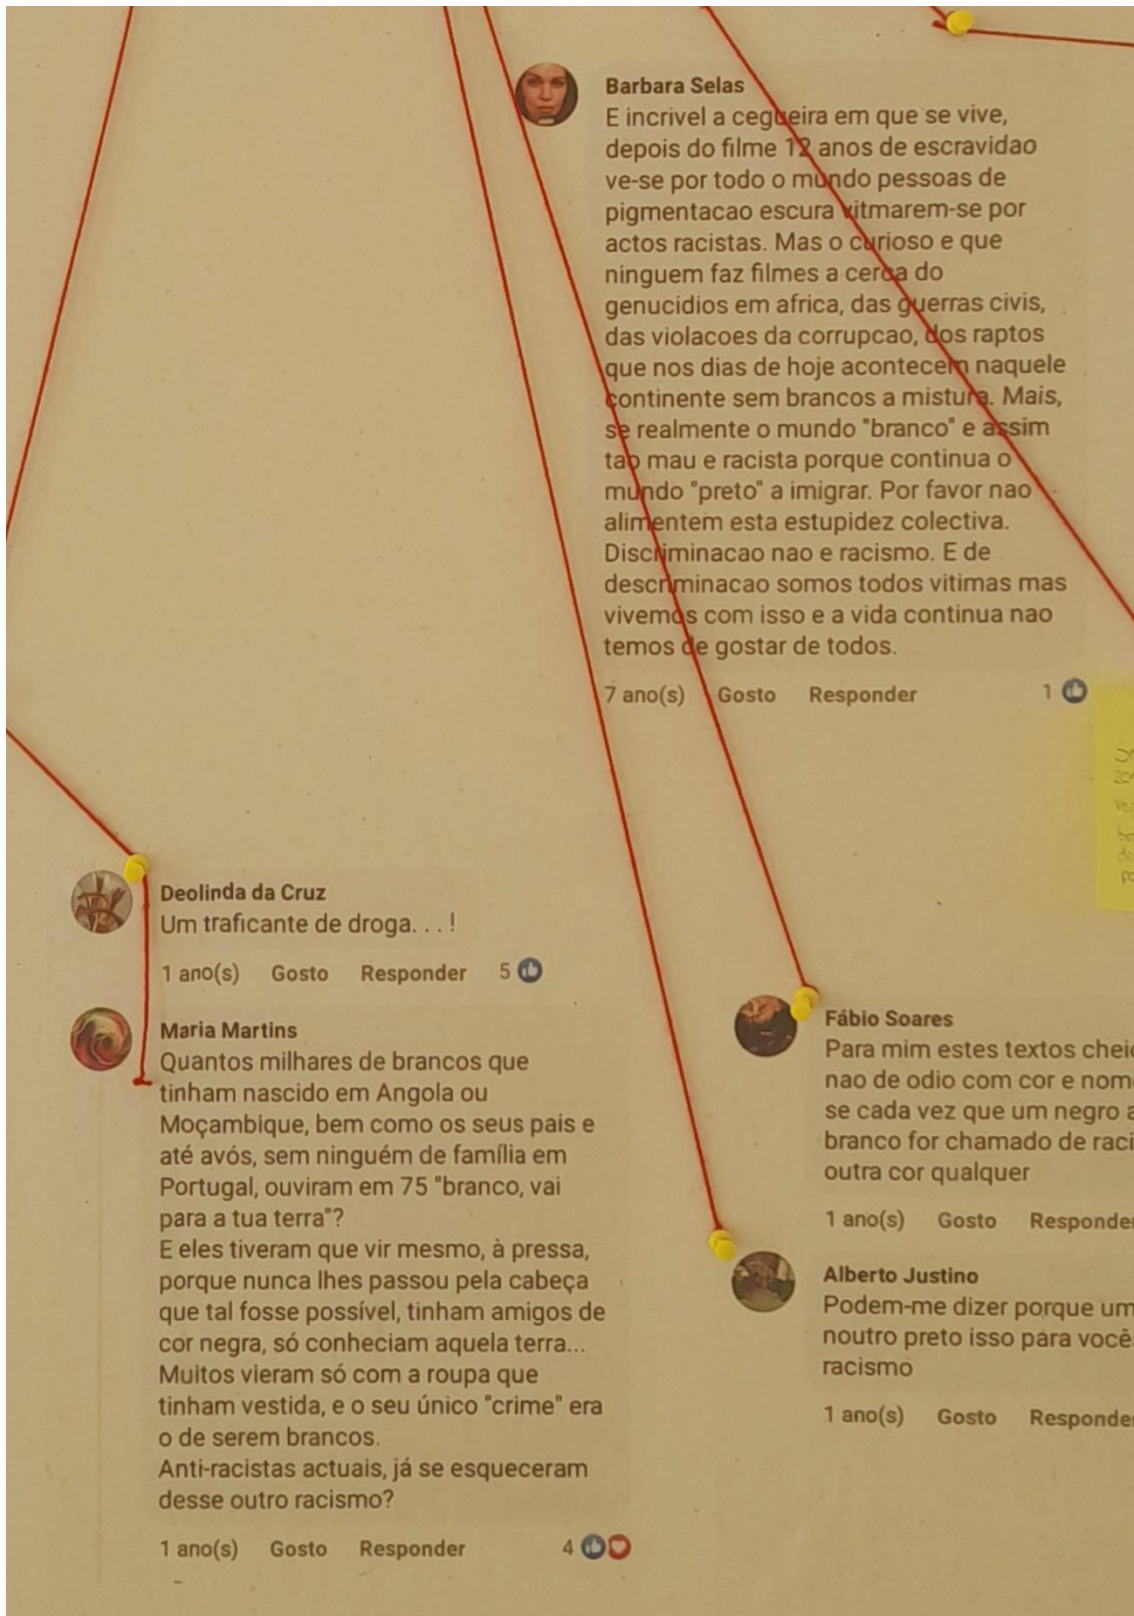 Barbara Selas
E incrivel a cegueira em que se vive,
depois do filme 12 anos de escravidao
ve-se por todo o mundo pessoas de
pigmentacao escura vitmarem-se por
actos racistas. Mas o curioso e que
ninguem faz filmes a cerca do
genucidios em africa, das guerras civis,
das violacoes da corrupcao, dos raptos
que nos dias de hoje acontecem naquele
continente sem brancos a mistura. Mais,
se realmente o mundo "branco" e assim
tao mau e racista porque continua o
mundo "preto" a imigrar. Por favor nao
alimentem esta estupidez colectiva.
Discriminacao nao e racismo. E de
descriminacao somos todos vitimas mas
vivemos com isso e a vida continua nao
temos de gostar de todos.
7 ano(s) Gosto Responder 1
Deolinda da Cruz
Um traficante de droga. . . !
1 ano(s) Gosto Responder 5
Maria Martins
Quantos milhares de brancos que
tinham nascido em Angola ou
Moçambique, bem como os seus pais e
até avós, sem ninguém de família em
Portugal, ouviram em 75 "branco, vai
para a tua terra"?
E eles tiveram que vir mesmo, à pressa,
porque nunca lhes passou pela cabeça
que tal fosse possível, tinham amigos de
cor negra, só conheciam aquela terra...
Muitos vieram só com a roupa que
tinham vestida, e o seu único "crime" era
o de serem brancos.
Anti-racistas actuais, já se esqueceram
desse outro racismo?
1 ano(s) Gosto Responder 4
Fábio Soares
Para mim estes textos
nao de odio com cor e
se cada vez que um negro
branco for chamado de
outra cor qualquer
1 ano(s) Gosto Responder
Alberto Justino
Podem-me dizer porque um
noutro preto isso para
racismo
1 ano(s) Gosto Responder